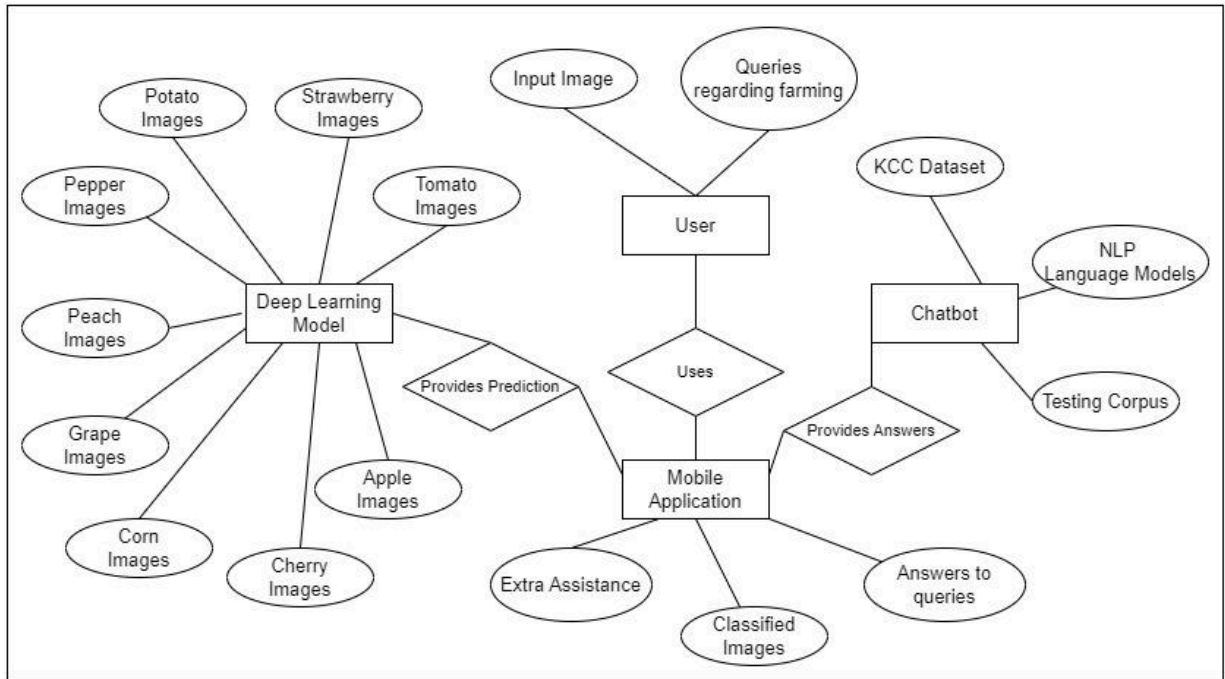 Input Image
Queries
regarding farming
Potato
Images
Strawberry
Images
KCC Dataset
Pepper
Images
Tomato
Images
User
NLP
Language Models
Deep Learning
Model
Chatbot
Peach
Images
Provides Prediction
Uses
Testing Corpus
Provides Answers
Grape
Images
Apple
Images
Mobile
Application
Corn
Images
Cherry
Images
Extra Assistance
Answers to
queries
Classified
Images